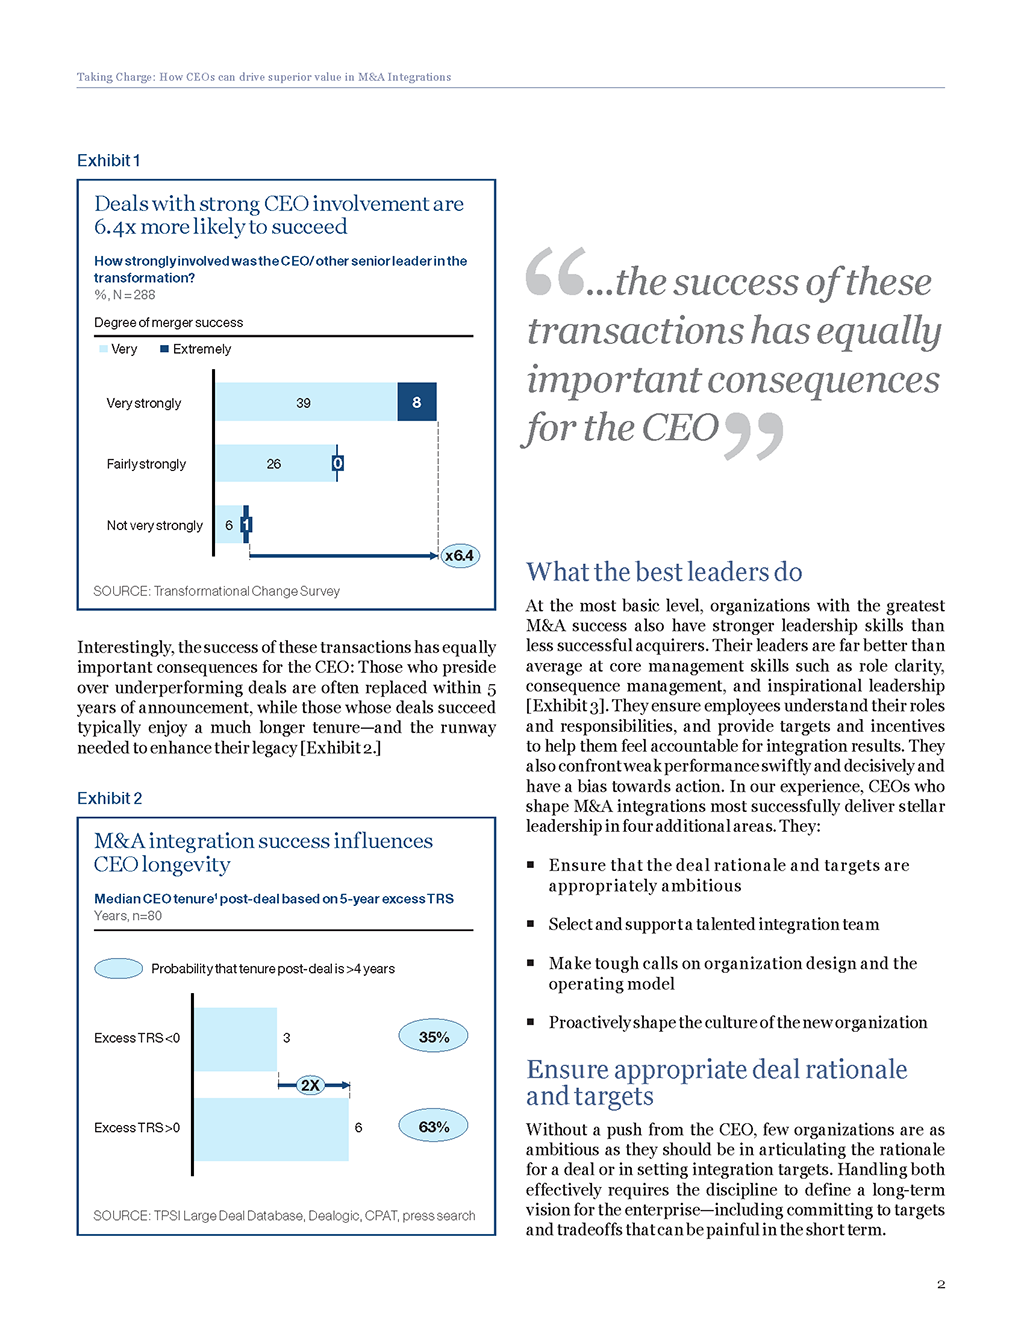 Taking Charge: How CEOs can drive superior value in M&A Integrations
Exhibit 1
Deals with strong CEO involvement are
6.4x more likely to succeed
How strongly involved was the CEO/ other senior leader in the
transformation?
%, N = 288
Degree of merger success
Very Extremely
Very strongly 39 8
Fairly strongly 26 0
Not very strongly 6 1
x6.4
SOURCE: Transformational Change Survey
Interestingly, the success of these transactions has equally
important consequences for the CEO: Those who preside
over underperforming deals are often replaced within 5
years of announcement, while those whose deals succeed
typically enjoy a much longer tenure—and the runway
needed to enhance their legacy [Exhibit 2.]
Exhibit 2
M&A integration success influences
CEO longevity
Median CEO tenure¹ post-deal based on 5-year excess TRS
Years, n=80
Probability that tenure post-deal is >4 years
Excess TRS <0 3 35%
2X
Excess TRS >0 6 63%
SOURCE: TPSI Large Deal Database, Dealogic, CPAT, press search
“...the success of these
transactions has equally
important consequences
for the CEO”
What the best leaders do
At the most basic level, organizations with the greatest
M&A success also have stronger leadership skills than
less successful acquirers. Their leaders are far better than
average at core management skills such as role clarity,
consequence management, and inspirational leadership
[Exhibit 3]. They ensure employees understand their roles
and responsibilities, and provide targets and incentives
to help them feel accountable for integration results. They
also confront weak performance swiftly and decisively and
have a bias towards action. In our experience, CEOs who
shape M&A integrations most successfully deliver stellar
leadership in four additional areas. They:
▪ Ensure that the deal rationale and targets are
appropriately ambitious
▪ Select and support a talented integration team
▪ Make tough calls on organization design and the
operating model
▪ Proactively shape the culture of the new organization
Ensure appropriate deal rationale
and targets
Without a push from the CEO, few organizations are as
ambitious as they should be in articulating the rationale
for a deal or in setting integration targets. Handling both
effectively requires the discipline to define a long-term
vision for the enterprise—including committing to targets
and tradeoffs that can be painful in the short term.
2